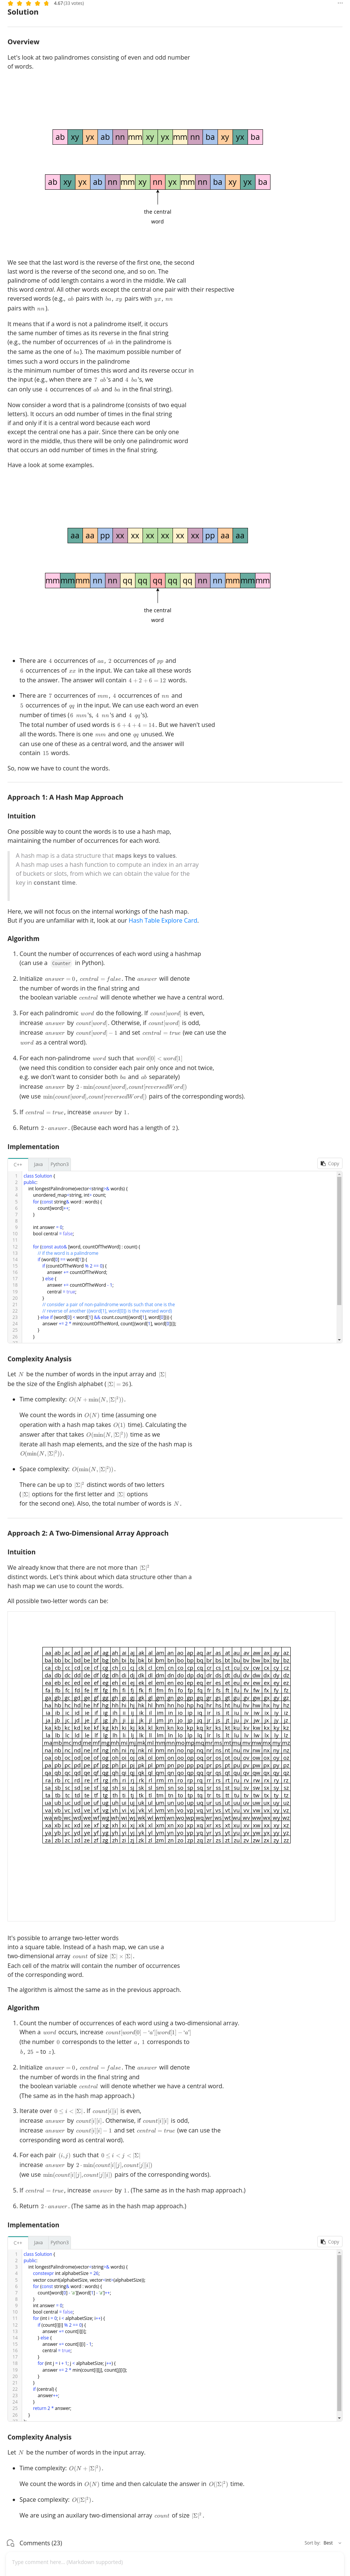 4.67 (33 votes)
Solution
Overview
Let's look at two palindromes consisting of even and odd number
of words.
ab xy yx ab nn mm xy yx mm nn ba xy yx ba
ab xy yx ab nn mm xy nn yx mm nn ba xy yx ba
the central
word
We see that the last word is the reverse of the first one, the second
last word is the reverse of the second one, and so on. The
palindrome of odd length contains a word in the middle. We call
this word central. All other words except the central one pair with their respective
reversed words (e.g., ab pairs with ba, xy pairs with yx, nn
pairs with nn).
It means that if a word is not a palindrome itself, it occurs
the same number of times as its reverse in the final string
(e.g., the number of occurrences of ab in the palindrome is
the same as the one of ba). The maximum possible number of
times such a word occurs in the palindrome
is the minimum number of times this word and its reverse occur in
the input (e.g., when there are 7 ab's and 4 ba's, we
can only use 4 occurrences of ab and ba in the final string).
Now consider a word that is a palindrome (consists of two equal
letters). It occurs an odd number of times in the final string
if and only if it is a central word because each word
except the central has a pair. Since there can be only one
word in the middle, thus there will be only one palindromic word
that occurs an odd number of times in the final string.
Have a look at some examples.
aa aa pp xx xx xx xx xx xx pp aa aa
mm mm mm nn nn qq qq qq qq qq nn nn mm mm mm
the central
word
• There are 4 occurrences of aa, 2 occurrences of pp and
6 occurrences of xx in the input. We can take all these words
to the answer. The answer will contain 4 + 2 + 6 = 12 words.
• There are 7 occurrences of mm, 4 occurrences of nn and
5 occurrences of qq in the input. We can use each word an even
number of times (6 mm's, 4 nn's and 4 qq's).
The total number of used words is 6 + 4 + 4 = 14. But we haven't used
all the words. There is one mm and one qq unused. We
can use one of these as a central word, and the answer will
contain 15 words.
So, now we have to count the words.
Approach 1: A Hash Map Approach
Intuition
One possible way to count the words is to use a hash map,
maintaining the number of occurrences for each word.
A hash map is a data structure that maps keys to values.
A hash map uses a hash function to compute an index in an array
of buckets or slots, from which we can obtain the value for the
key in constant time.
Here, we will not focus on the internal workings of the hash map.
But if you are unfamiliar with it, look at our Hash Table Explore Card.
Algorithm
1. Count the number of occurrences of each word using a hashmap
(can use a Counter in Python).
2. Initialize answer = 0, central = false. The answer will denote
the number of words in the final string and
the boolean variable central will denote whether we have a central word.
3. For each palindromic word do the following. If count[word] is even,
increase answer by count[word]. Otherwise, if count[word] is odd,
increase answer by count[word] − 1 and set central = true (we can use the
word as a central word).
4. For each non-palindrome word such that word[0] < word[1]
(we need this condition to consider each pair only once and not twice,
e.g. we don't want to consider both ba and ab separately)
increase answer by 2 · min(count[word], count[reversedWord])
(we use min(count[word], count[reversedWord]) pairs of the corresponding words).
5. If central = true, increase answer by 1.
6. Return 2 · answer. (Because each word has a length of 2).
Implementation
C++ Java Python3 Copy
1 class Solution {
2 public:
3 int longestPalindrome(vector<string>& words) {
4 unordered_map<string, int> count;
5 for (const string& word : words) {
6 count[word]++;
7 }
8
9 int answer = 0;
10 bool central = false;
11
12 for (const auto& [word, countOfTheWord] : count) {
13 // if the word is a palindrome
14 if (word[0] == word[1]) {
15 if (countOfTheWord % 2 == 0) {
16 answer += countOfTheWord;
17 } else {
18 answer += countOfTheWord - 1;
19 central = true;
20 }
21 // consider a pair of non-palindrome words such that one is the
22 // reverse of another (word[1], word[0]) is the reversed word)
23 } else if (word[0] < word[1] && count.count({word[1], word[0]})) {
24 answer += 2 * min(countOfTheWord, count[{word[1], word[0]}]);
25 }
26 }
Complexity Analysis
Let N be the number of words in the input array and |Σ|
be the size of the English alphabet (|Σ| = 26).
• Time complexity: O(N + min(N, |Σ|²)).
We count the words in O(N) time (assuming one
operation with a hash map takes O(1) time). Calculating the
answer after that takes O(min(N, |Σ|²)) time as we
iterate all hash map elements, and the size of the hash map is
O(min(N, |Σ|²)).
• Space complexity: O(min(N, |Σ|²)).
There can be up to |Σ|² distinct words of two letters
(|Σ| options for the first letter and |Σ| options
for the second one). Also, the total number of words is N.
Approach 2: A Two-Dimensional Array Approach
Intuition
We already know that there are not more than |Σ|²
distinct words. Let's think about which data structure other than a
hash map we can use to count the words.
All possible two-letter words can be:
It's possible to arrange two-letter words
into a square table. Instead of a hash map, we can use a
two-dimensional array count of size |Σ| × |Σ|.
Each cell of the matrix will contain the number of occurrences
of the corresponding word.
The algorithm is almost the same as in the previous approach.
Algorithm
1. Count the number of occurrences of each word using a two-dimensional array.
When a word occurs, increase count[word[0] − 'a'][word[1] − 'a']
(the number 0 corresponds to the letter a, 1 corresponds to
b, 25 – to z).
2. Initialize answer = 0, central = false. The answer will denote
the number of words in the final string and
the boolean variable central will denote whether we have a central word.
(The same as in the hash map approach.)
3. Iterate over 0 ≤ i < |Σ|. If count[i][i] is even,
increase answer by count[i][i]. Otherwise, if count[i][i] is odd,
increase answer by count[i][i] − 1 and set central = true (we can use the
corresponding word as central word).
4. For each pair (i, j) such that 0 ≤ i < j < |Σ|
increase answer by 2 · min(count[i][j], count[j][i])
(we use min(count[i][j], count[j][i]) pairs of the corresponding words).
5. If central = true, increase answer by 1. (The same as in the hash map approach.)
6. Return 2 · answer. (The same as in the hash map approach.)
Implementation
C++ Java Python3 Copy
1 class Solution {
2 public:
3 int longestPalindrome(vector<string>& words) {
4 constexpr int alphabetSize = 26;
5 vector count(alphabetSize, vector<int>(alphabetSize));
6 for (const string& word : words) {
7 count[word[0] - 'a'][word[1] - 'a']++;
8 }
9 int answer = 0;
10 bool central = false;
11 for (int i = 0; i < alphabetSize; i++) {
12 if (count[i][i] % 2 == 0) {
13 answer += count[i][i];
14 } else {
15 answer += count[i][i] - 1;
16 central = true;
17 }
18 for (int j = i + 1; j < alphabetSize; j++) {
19 answer += 2 * min(count[i][j], count[j][i]);
20 }
21 }
22 if (central) {
23 answer++;
24 }
25 return 2 * answer;
26 }
Complexity Analysis
Let N be the number of words in the input array.
• Time complexity: O(N + |Σ|²).
We count the words in O(N) time and then calculate the answer in O(|Σ|²) time.
• Space complexity: O(|Σ|²).
We are using an auxilary two-dimensional array count of size |Σ|².
Comments (23) Sort by: Best
Type comment here... (Markdown supported)